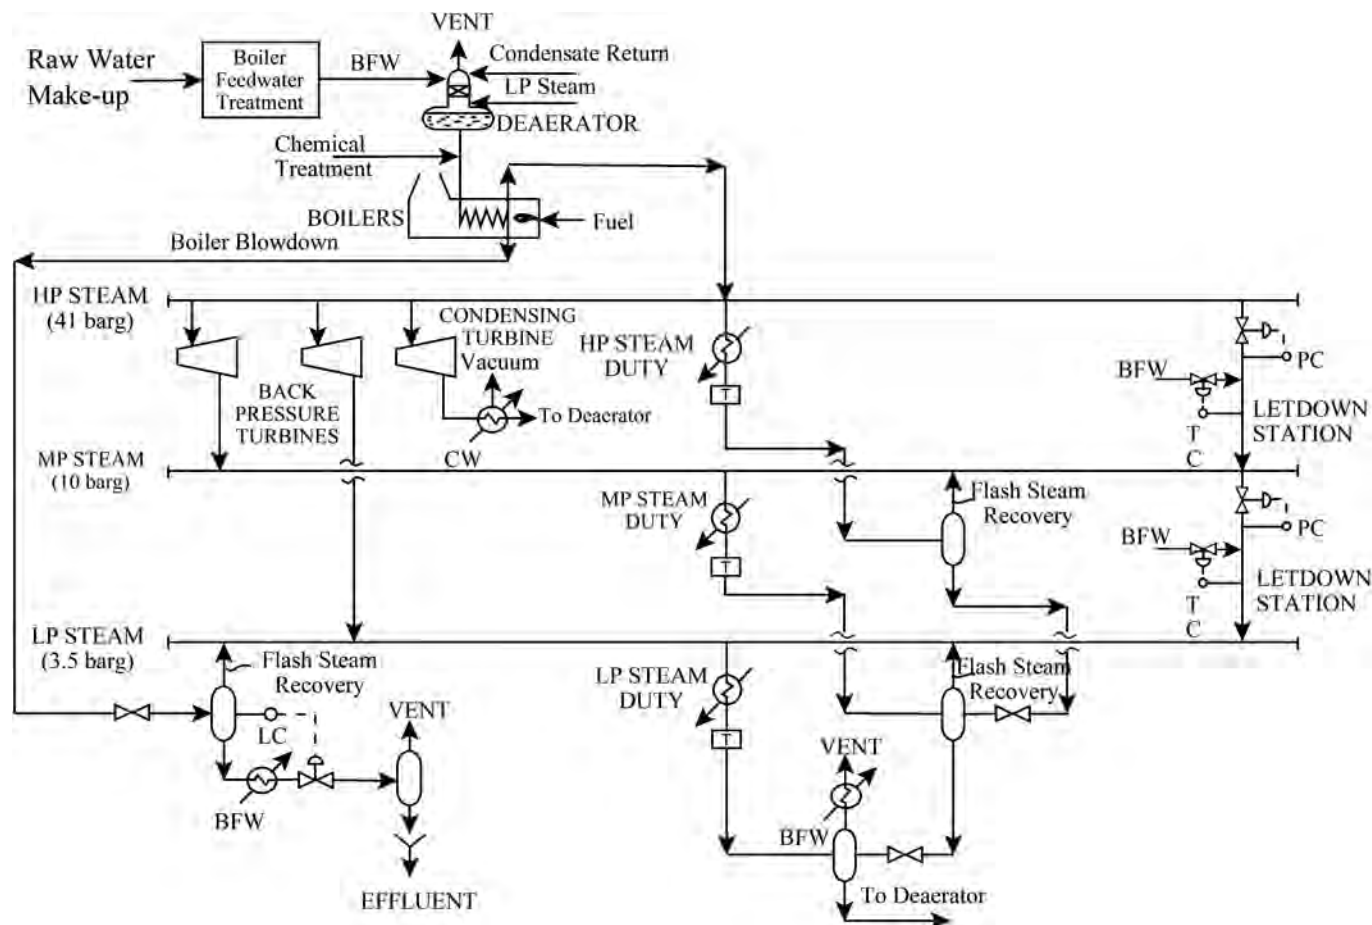 VENT
Raw Water
Make-up
Boiler
Feedwater
Treatment
BFW
Condensate Return
LP Steam
DEAERATOR
Chemical
Treatment
BOILERS
Fuel
Boiler Blowdown
HP STEAM
(41 barg)
CONDENSING
TURBINE
Vacuum
HP STEAM
DUTY
T
BACK
PRESSURE
TURBINES
To Deaerator
CW
PC
BFW
LETDOWN
STATION
T
C
MP STEAM
(10 barg)
MP STEAM
DUTY
T
Flash Steam
Recovery
PC
BFW
LETDOWN
STATION
T
C
LP STEAM
(3.5 barg)
Flash Steam
Recovery
LC
BFW
VENT
EFFLUENT
LP STEAM
DUTY
T
Flash Steam
Recovery
VENT
BFW
To Deaerator